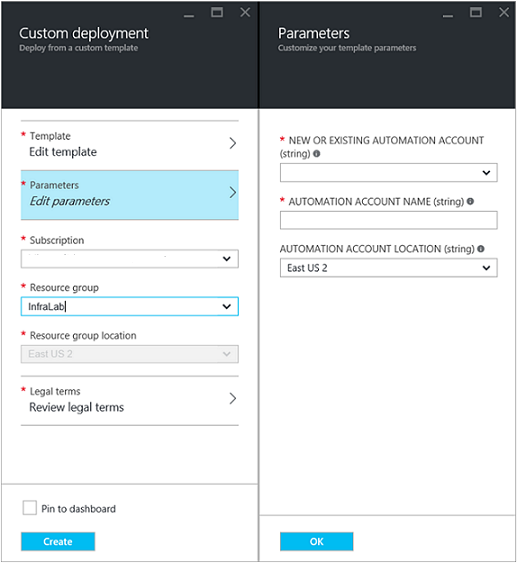 Custom deployment
Deploy from a custom template
* Template
Edit template
* Parameters
Edit parameters
* Subscription
* Resource group
InfraLab
* Resource group location
East US 2
* Legal terms
Review legal terms
Pin to dashboard
Create
Parameters
Customize your template parameters
* NEW OR EXISTING AUTOMATION ACCOUNT
(string)
* AUTOMATION ACCOUNT NAME (string)
AUTOMATION ACCOUNT LOCATION (string)
East US 2
OK